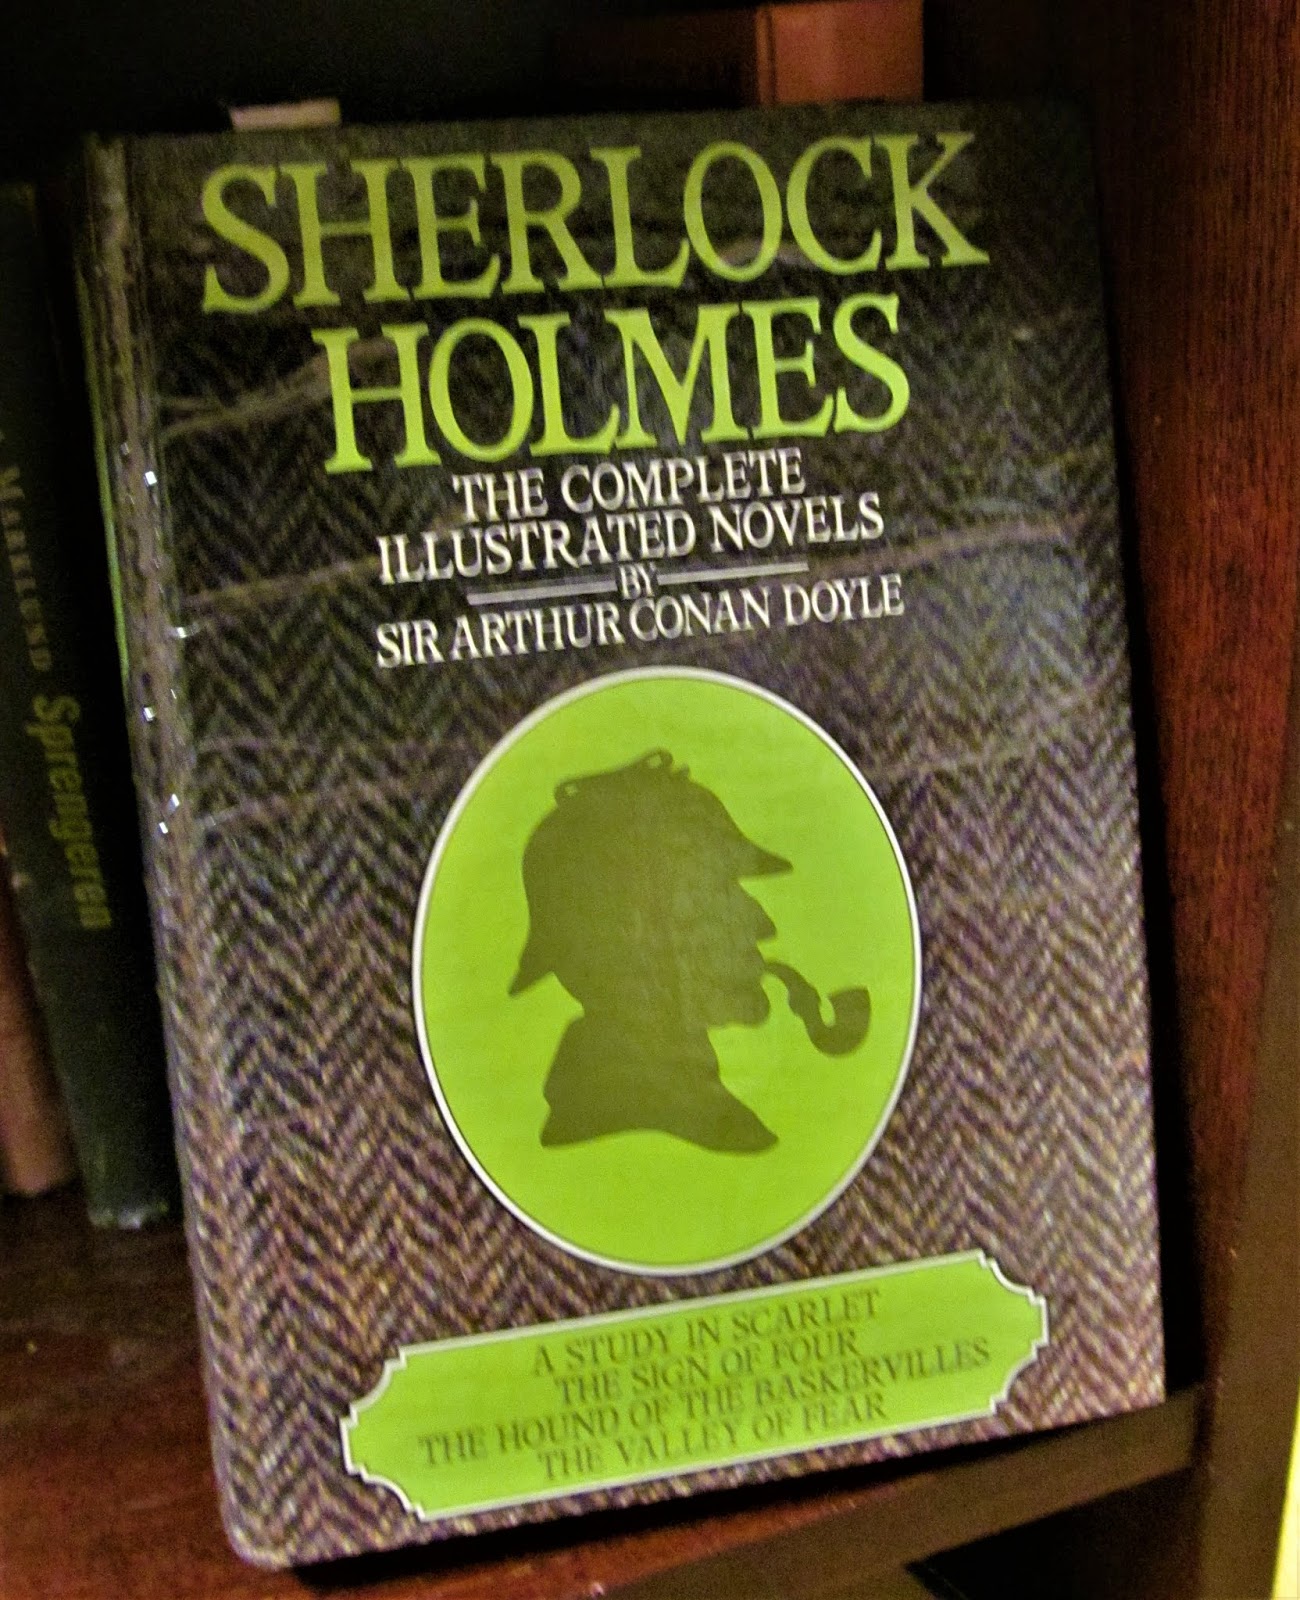 SHERLOCK
HOLMES
THE COMPLETE
ILLUSTRATED NOVELS
BY
SIR ARTHUR CONAN DOYLE
A STUDY IN SCARLET
THE SIGN OF FOUR
THE HOUND OF THE BASKERVILLES
THE VALLEY OF FEAR
MARKLUND Sprengeren